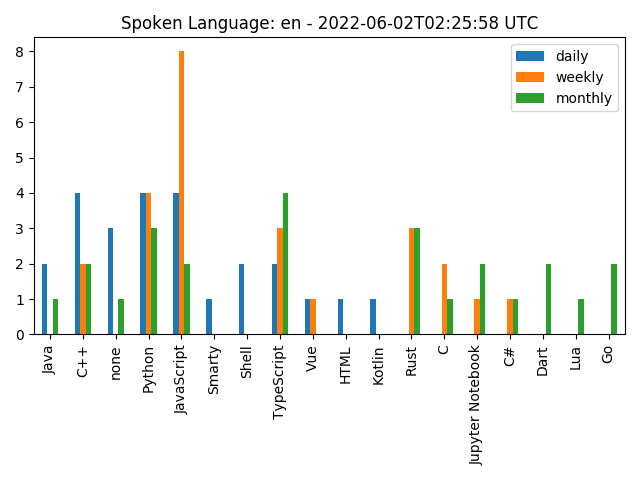 Spoken Language: en - 2022-06-02T02:25:58 UTC
daily
weekly
monthly
8
7
6
5
4
3
2
1
0
Java
C++
none
Python
JavaScript
Smarty
Shell
TypeScript
Vue
HTML
Kotlin
Rust
C
Jupyter Notebook
C#
Dart
Lua
Go